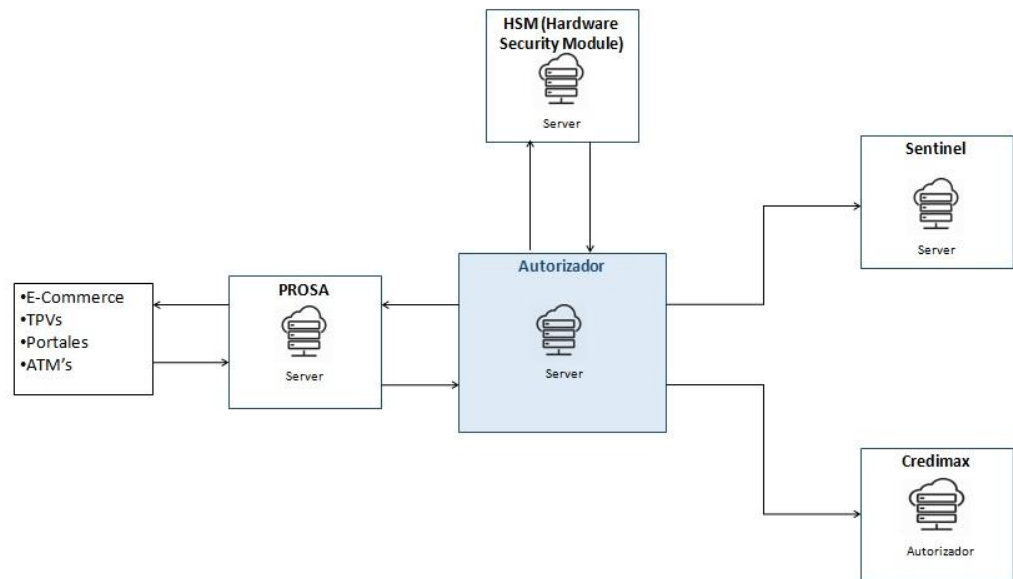 HSM (Hardware
Security Module)
Server
Sentinel
Server
Autorizador
Server
PROSA
Server
•E-Commerce
•TPVs
•Portales
•ATM's
Credimax
Autorizador